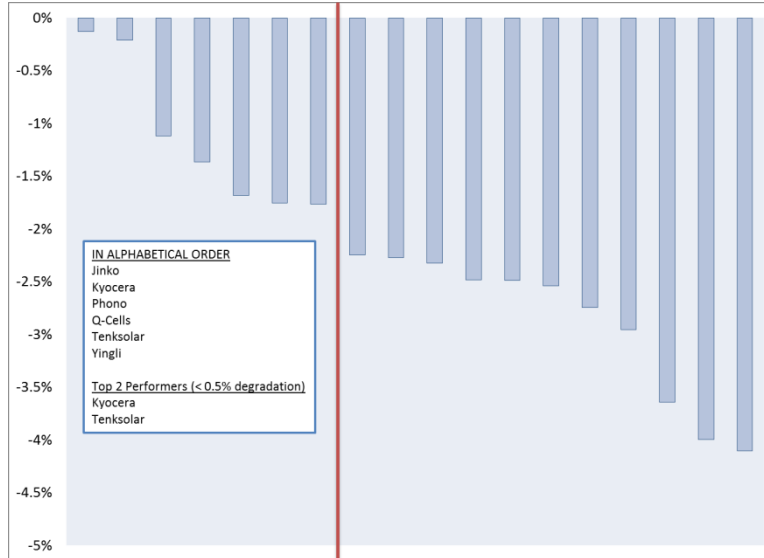 0%
-0.5%
-1%
-1.5%
-2%
-2.5%
-3%
-3.5%
-4%
-4.5%
-5%
IN ALPHABETICAL ORDER
Jinko
Kyocera
Phono
Q-Cells
Tenksolar
Yingli
Top 2 Performers (< 0.5% degradation)
Kyocera
Tenksolar